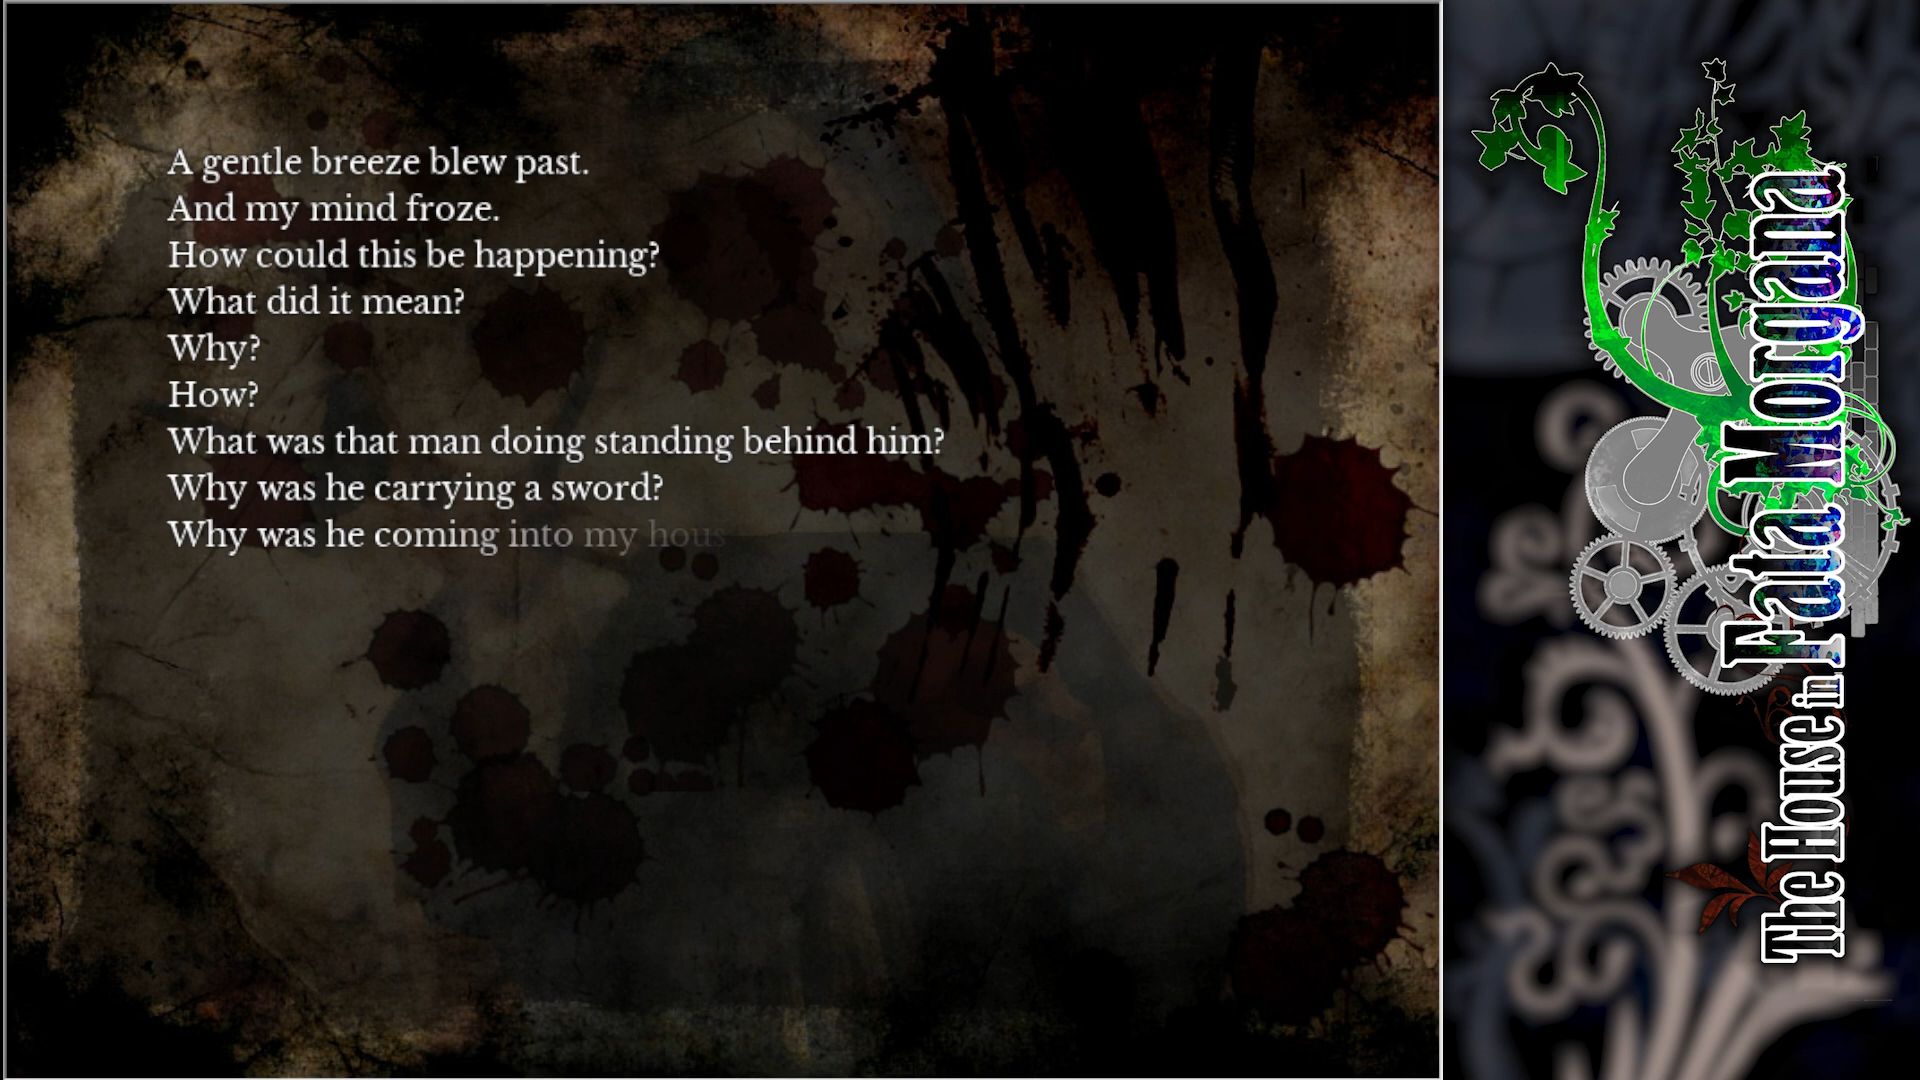 A gentle breeze blew past.
And my mind froze.
How could this be happening?
What did it mean?
Why?
How?
What was that man doing standing behind him?
Why was he carrying a sword?
Why was he coming into my hous
The House in Fata Morgana